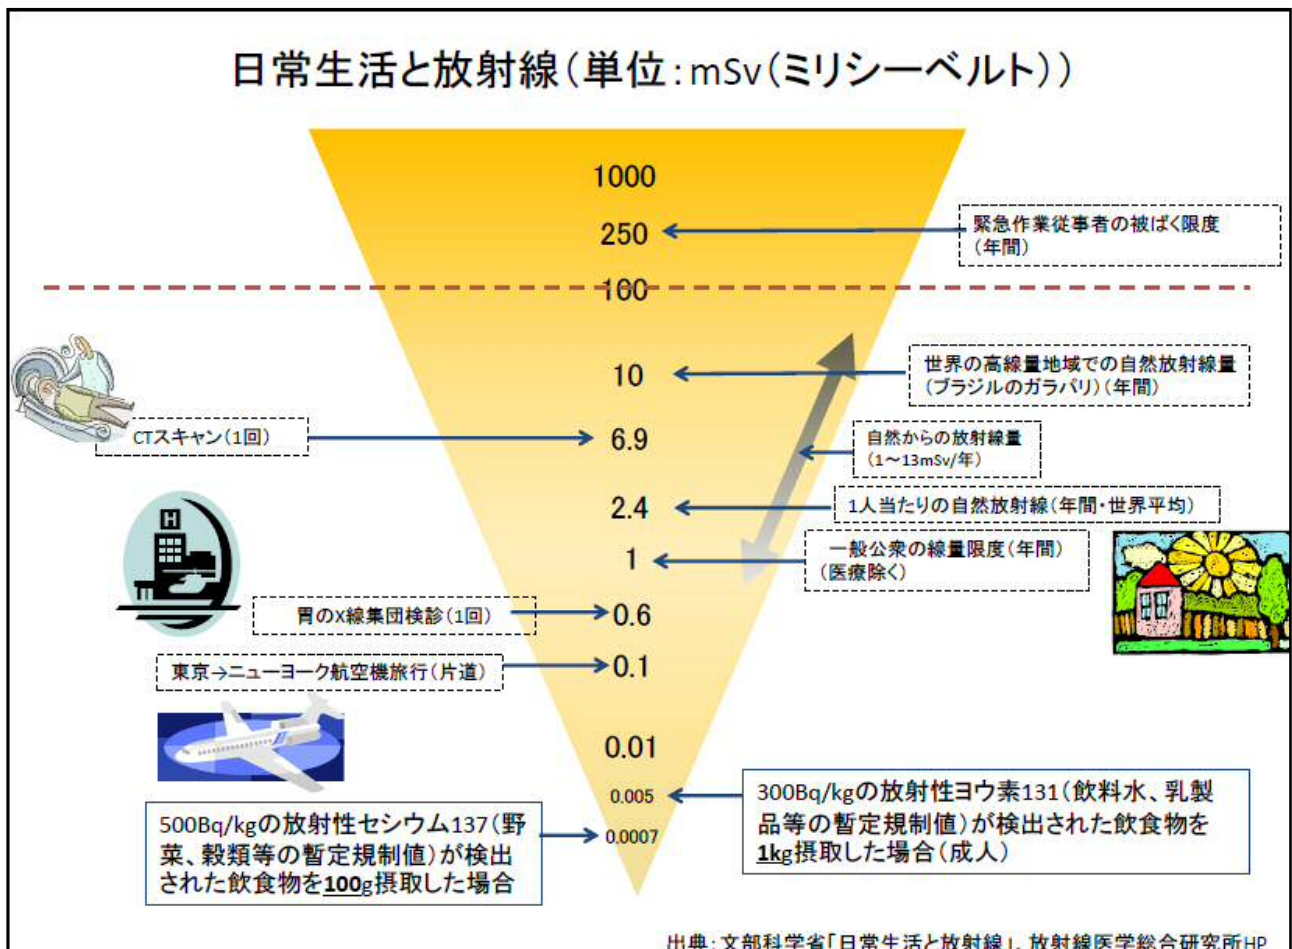 日常生活と放射線(単位:mSv(ミリシーベルト))
1000
250
緊急作業従事者の被ばく限度
(年間)
100
10
世界の高線量地域での自然放射線量
(ブラジルのガラパリ)(年間)
CTスキャン(1回)
6.9
自然からの放射線量
(1~13mSv/年)
2.4
1人当たりの自然放射線(年間・世界平均)
H
1
一般公衆の線量限度(年間)
(医療除く)
胃のX線集団検診(1回)
0.6
東京→ニューヨーク航空機旅行(片道)
0.1
0.01
0.005
300Bq/kgの放射性ヨウ素131(飲料水、乳製
品等の暫定規制値)が検出された飲食物を
1kg摂取した場合(成人)
500Bq/kgの放射性セシウム137(野
菜、穀類等の暫定規制値)が検出
された飲食物を100g摂取した場合
0.0007
出典:文部科学省「日常生活と放射線」、放射線医学総合研究所HP